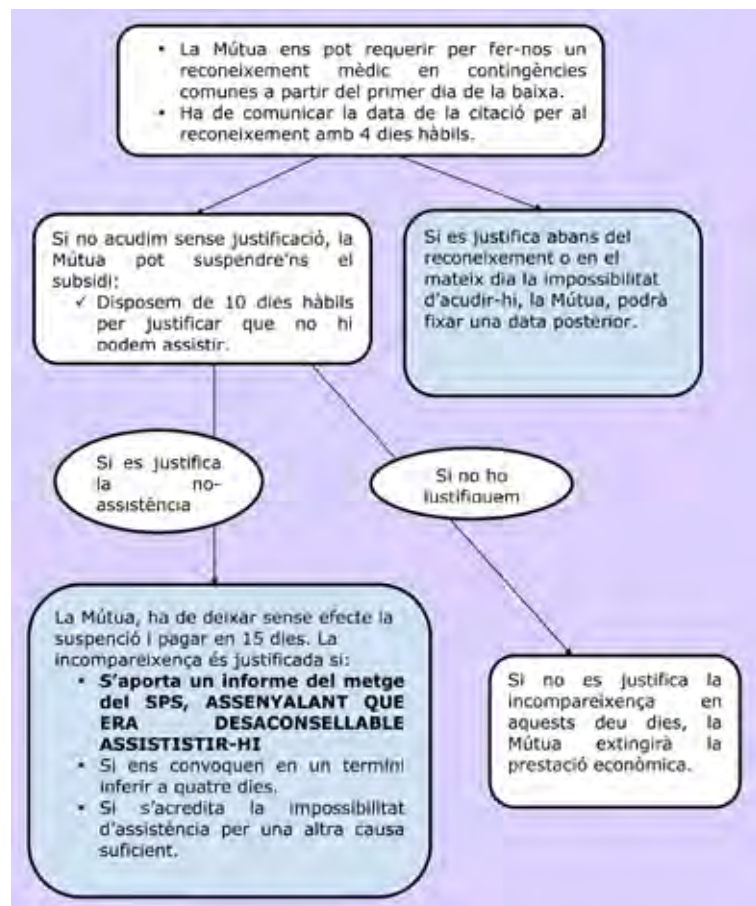 • La Mútua ens pot requerir per fer-nos un
reconeixement mèdic en contingències
comunes a partir del primer dia de la baixa.
• Ha de comunicar la data de la citació per al
reconeixement amb 4 dies hàbils.
Si no acudim sense justificació, la
Mútua pot suspendre'ns el
subsidi:
✓ Disposem de 10 dies hàbils
per justificar que no hi
podem assistir.
Si es justifica abans del
reconeixement o en el
mateix dia la impossibilitat
d'acudir-hi, la Mútua, podrà
fixar una data posterior.
Si es justifica
la no-
assistència
Si no ho
justifiquem
La Mútua, ha de deixar sense efecte la
suspenció i pagar en 15 dies. La
incompareixença és justificada si:
• S'aporta un informe del metge
del SPS, ASSENYALANT QUE
ERA DESACONSELLABLE
ASSISTISTIR-HI
• Si ens convoquen en un termini
inferir a quatre dies.
• Si s'acredita la impossibilitat
d'assistència per una altra causa
suficient.
Si no es justifica la
incompareixença en
aquests deu dies, la
Mútua extingirà la
prestació econòmica.